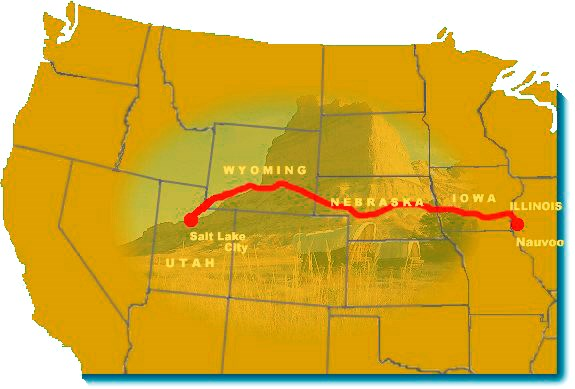 WYOMING
NEBRASKA
IOWA
ILLINOIS
Salt Lake
City
Nauvoo
UTAH